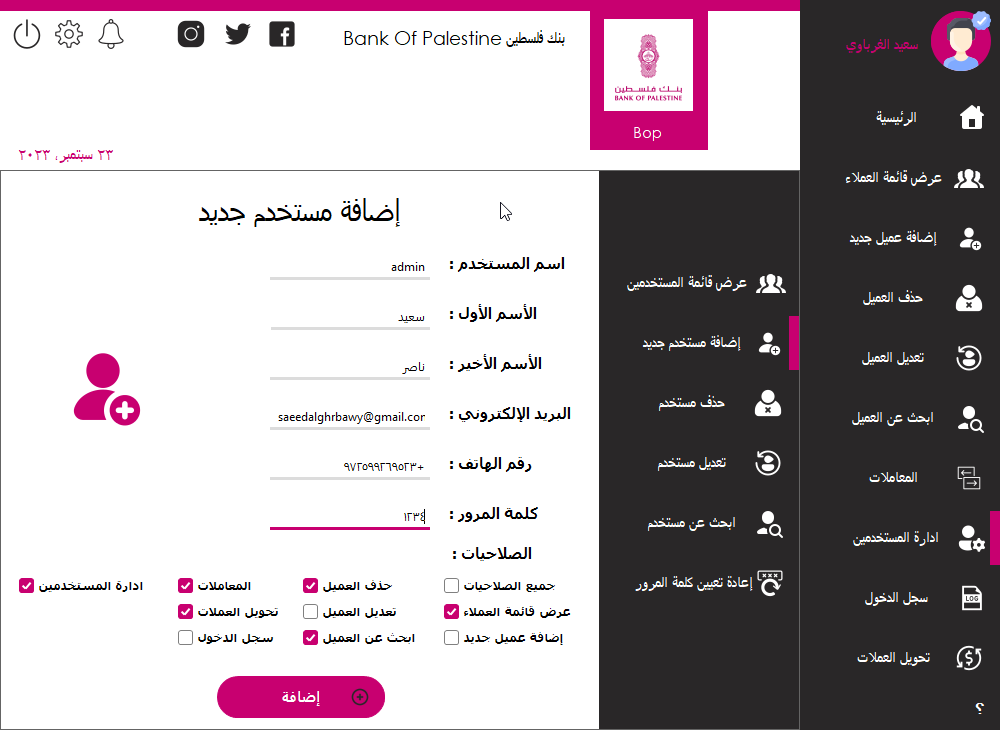 سعيد الغرباوي
الرئيسية
عرض قائمة العملاء
إضافة عميل جديد
حذف العميل
تعديل العميل
ابحث عن العميل
المعاملات
ادارة المستخدمين
LOG سجل الدخول
تحويل العملات
؟
بنك فلسطين Bank Of Palestine
بنك فلسطين
BANK OF PALESTINE
Bop
٢٣ سبتمبر، ٢٠٢٣
عرض قائمة المستخدمين
إضافة مستخدم جديد
حذف مستخدم
تعديل مستخدم
ابحث عن مستخدم
إعادة تعيين كلمة المرور
إضافة مستخدم جديد
اسم المستخدم : admin
الأسم الأول : سعيد
الأسم الأخير : ناصر
البريد الإلكتروني : saeedalghrbawy@gmail.cor
رقم الهاتف : +٩٧٢٥٩٩٢٦٩٥٢٣
كلمة المرور : ١٢٣٤
الصلاحيات :
جميع الصلاحيات حذف العميل المعاملات ادارة المستخدمين
عرض قائمة العملاء تعديل العميل تحويل العملات
إضافة عميل جديد ابحث عن العميل سجل الدخول
إضافة